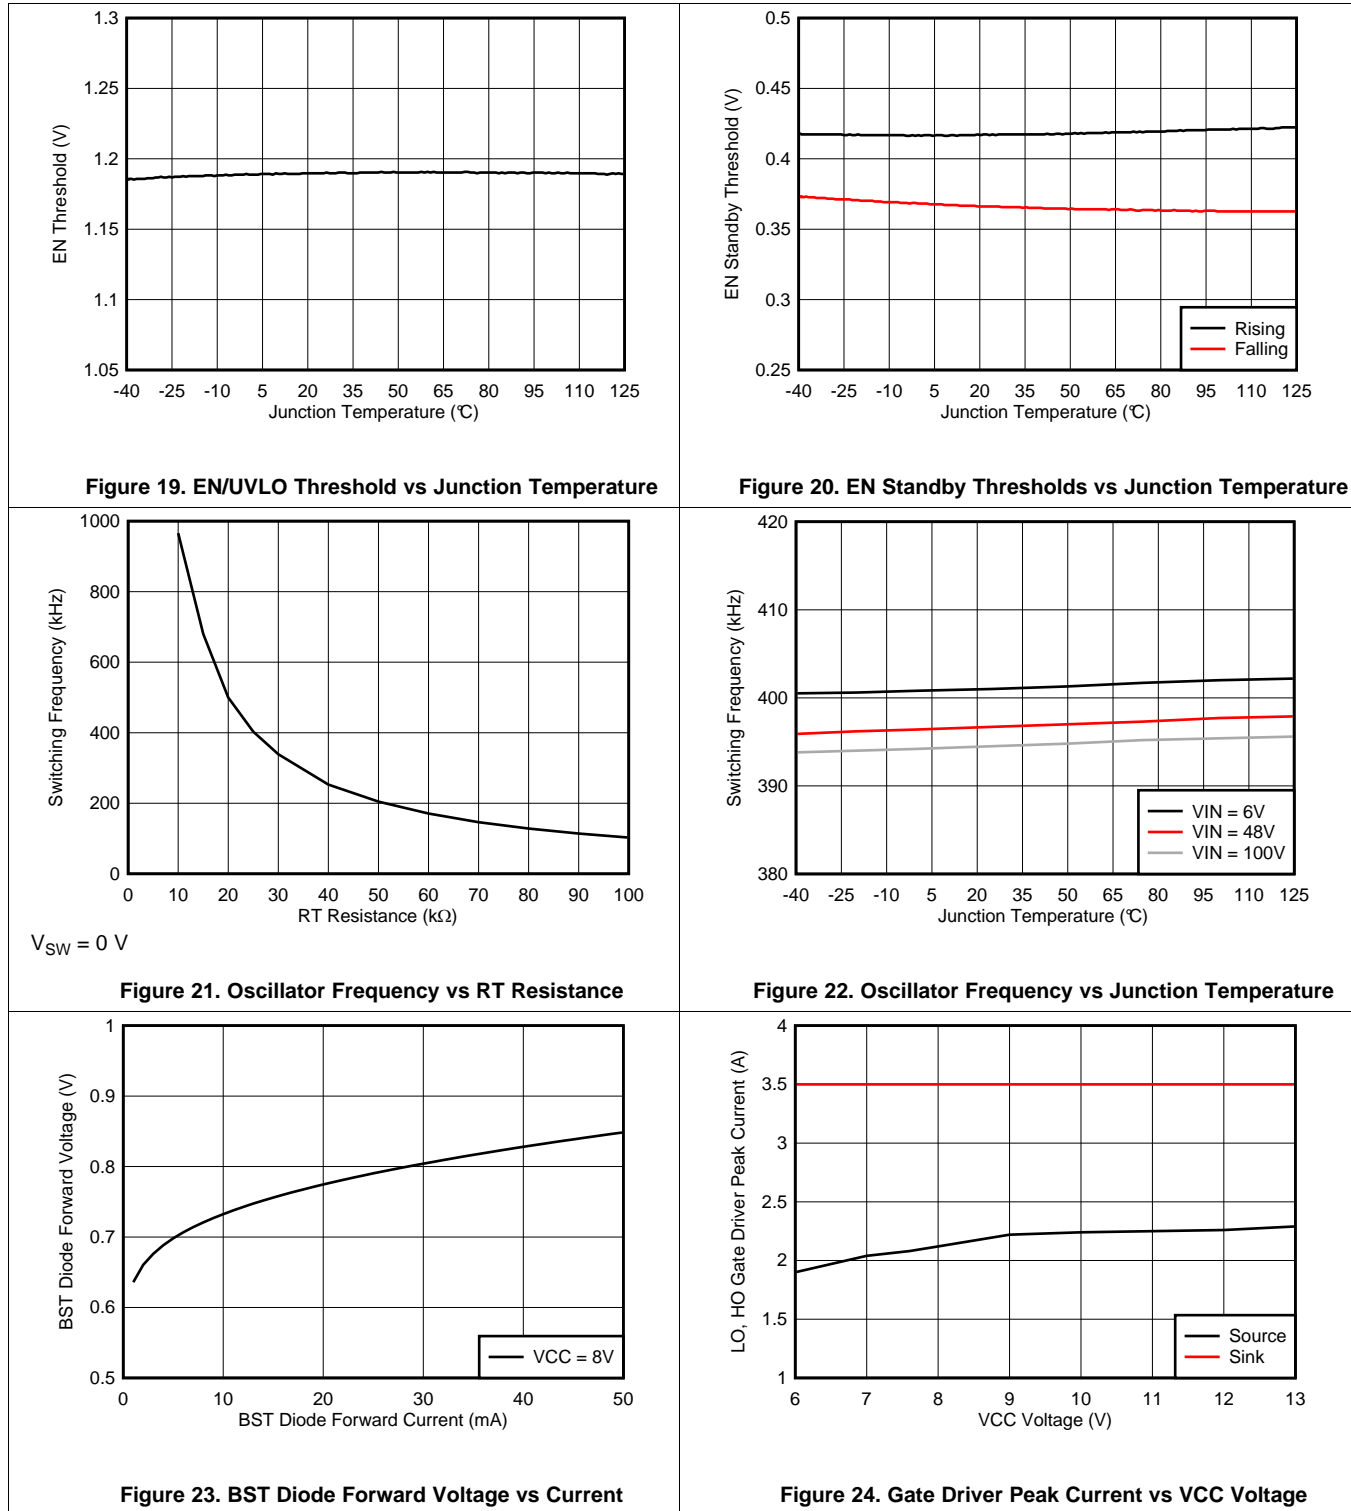 1.3
1.25
1.2
1.15
1.1
1.05
EN Threshold (V)
-40 -25 -10 5 20 35 50 65 80 95 110 125
Junction Temperature (°C)
Figure 19. EN/UVLO Threshold vs Junction Temperature
0.5
0.45
0.4
0.35
0.3
0.25
EN Standby Threshold (V)
Rising
Falling
-40 -25 -10 5 20 35 50 65 80 95 110 125
Junction Temperature (°C)
Figure 20. EN Standby Thresholds vs Junction Temperature
1000
800
600
400
200
0
Switching Frequency (kHz)
0 10 20 30 40 50 60 70 80 90 100
RT Resistance (kΩ)
VSW = 0 V
Figure 21. Oscillator Frequency vs RT Resistance
420
410
400
390
380
Switching Frequency (kHz)
VIN = 6V
VIN = 48V
VIN = 100V
-40 -25 -10 5 20 35 50 65 80 95 110 125
Junction Temperature (°C)
Figure 22. Oscillator Frequency vs Junction Temperature
1
0.9
0.8
0.7
0.6
0.5
BST Diode Forward Voltage (V)
VCC = 8V
0 10 20 30 40 50
BST Diode Forward Current (mA)
Figure 23. BST Diode Forward Voltage vs Current
4
3.5
3
2.5
2
1.5
1
LO, HO Gate Driver Peak Current (A)
Source
Sink
6 7 8 9 10 11 12 13
VCC Voltage (V)
Figure 24. Gate Driver Peak Current vs VCC Voltage